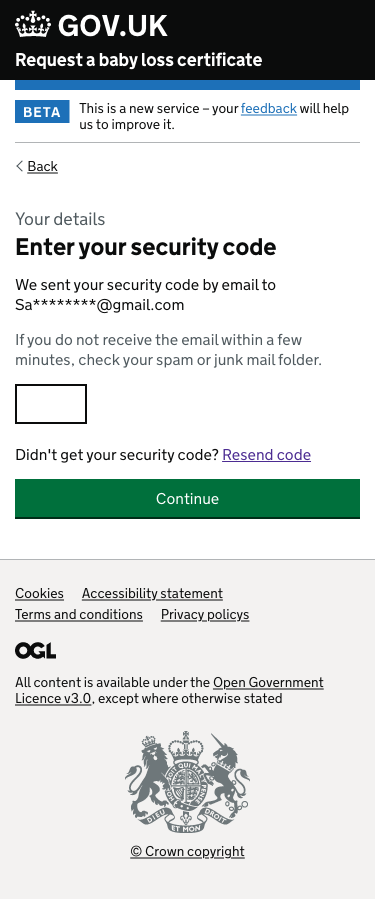 GOV.UK
Request a baby loss certificate
BETA
This is a new service – your feedback will help
us to improve it.
Back
Your details
Enter your security code
We sent your security code by email to
Sa********@gmail.com
If you do not receive the email within a few
minutes, check your spam or junk mail folder.
Didn't get your security code? Resend code
Continue
Cookies Accessibility statement
Terms and conditions Privacy policys
OGL
All content is available under the Open Government
Licence v3.0, except where otherwise stated
DIEU ET MON DROIT
© Crown copyright